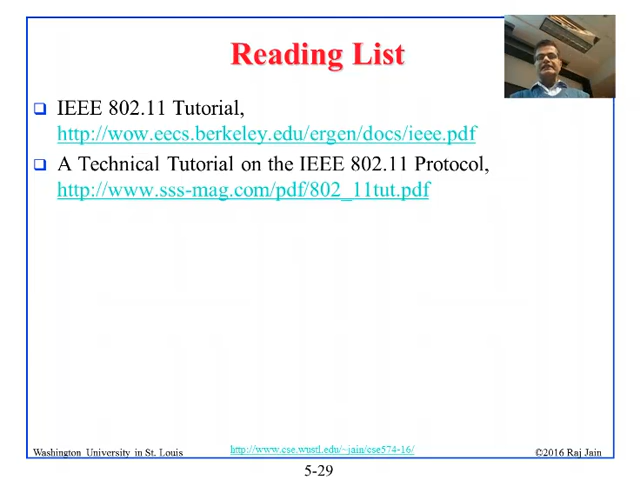 Reading List
IEEE 802.11 Tutorial,
http://wow.eecs.berkeley.edu/ergen/docs/ieee.pdf
A Technical Tutorial on the IEEE 802.11 Protocol,
http://www.sss-mag.com/pdf/802_11tut.pdf
Washington University in St. Louis
http://www.cse.wustl.edu/~jain/cse574-16/
©2016 Raj Jain
5-29